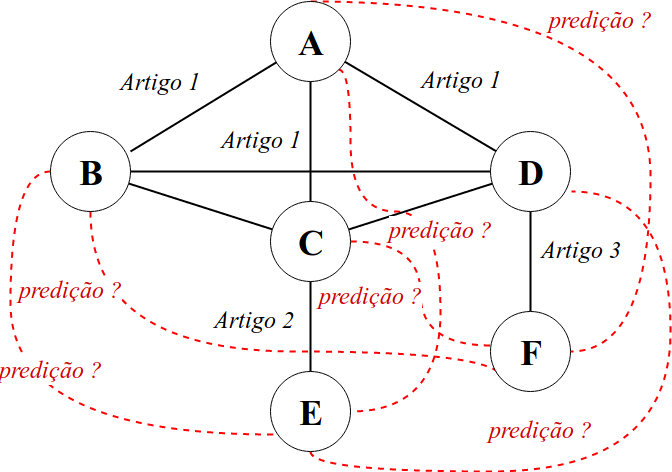 predição ?
A
Artigo 1
Artigo 1
Artigo 1
B
D
C
predição ?
Artigo 3
predição ?
predição ?
Artigo 2
F
predição ?
E
predição ?